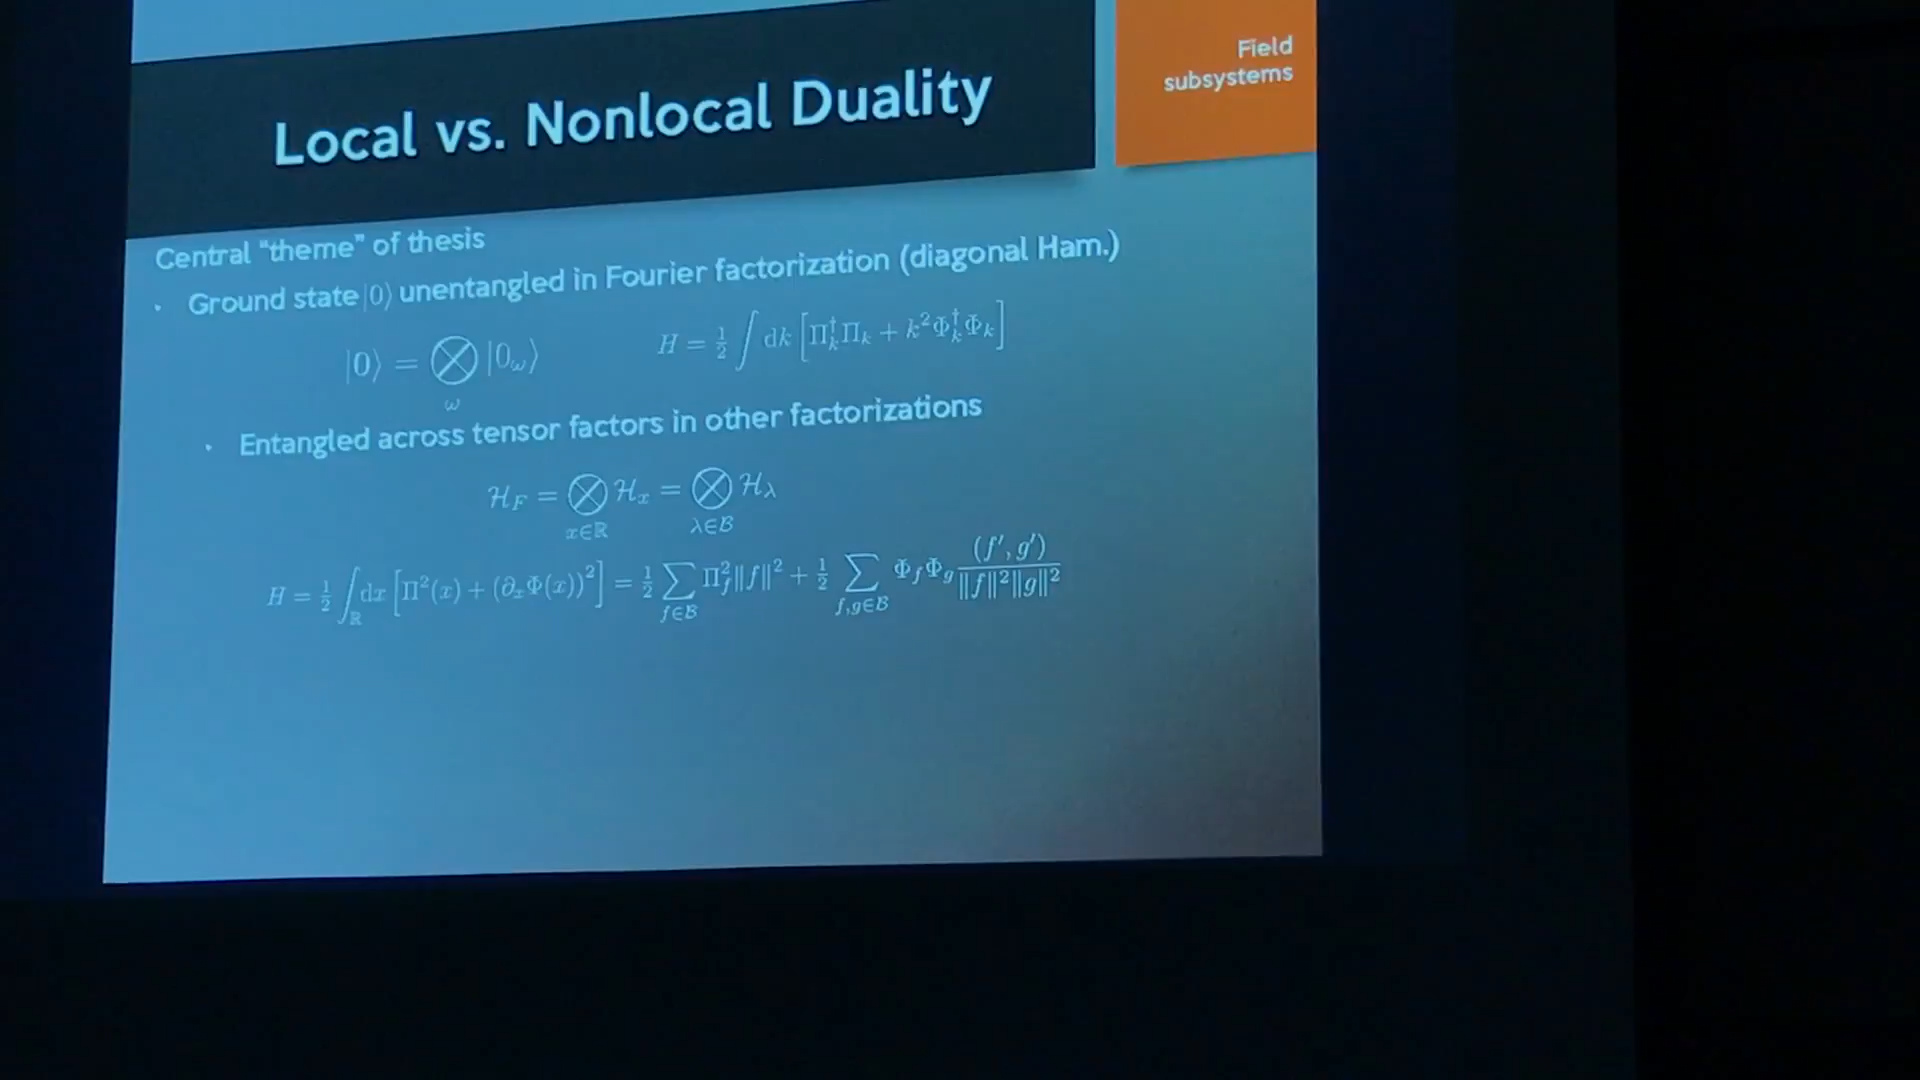 Local vs. Nonlocal Duality
Field
subsystems
Central "theme" of thesis
• Ground state |0⟩ unentangled in Fourier factorization (diagonal Ham.)
|0⟩ = ⨂_ω |0_ω⟩    H = ½ ∫ dk [Π_k^† Π_k + k² Φ_k^† Φ_k]
• Entangled across tensor factors in other factorizations
ℋ_F = ⨂_{x∈ℝ} ℋ_x = ⨂_{λ∈ℬ} ℋ_λ
H = ½ ∫_ℝ dx [Π²(x) + (∂_x Φ(x))²] = ½ ∑_{f∈ℬ} Π_f² ‖f‖² + ½ ∑_{f,g∈ℬ} Φ_f Φ_g (f′, g′) / ‖f‖²‖g‖²